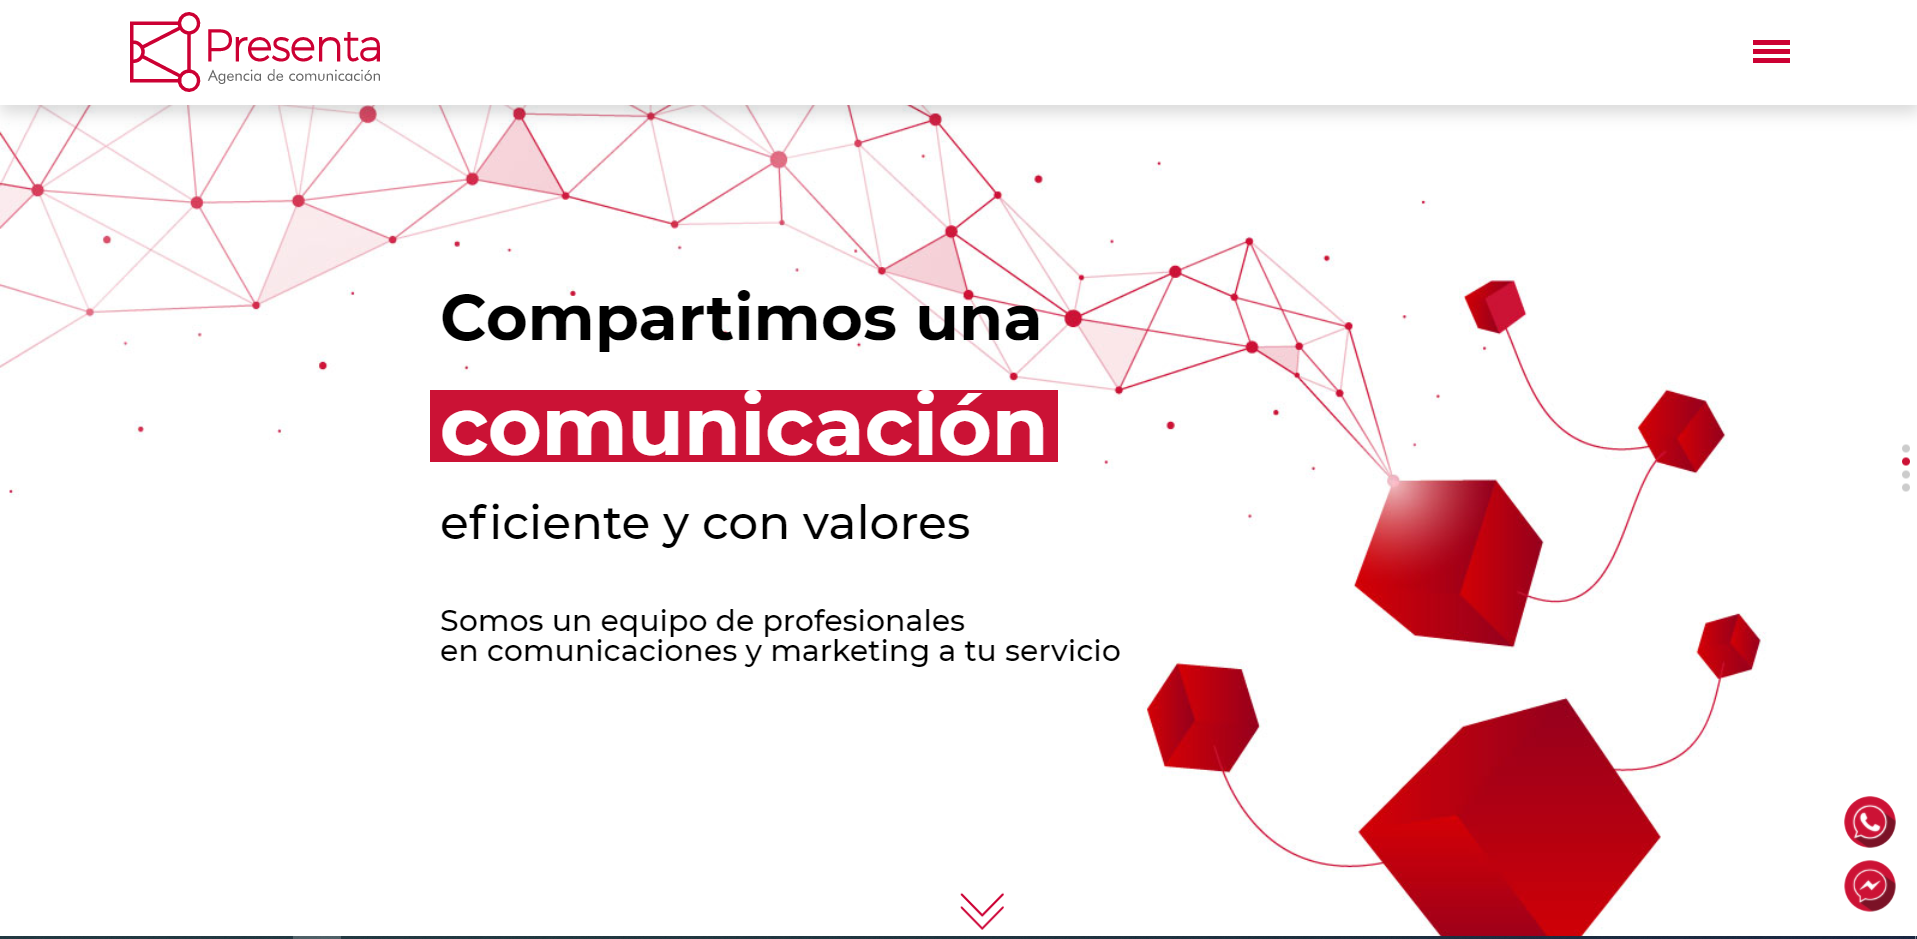 Presenta
Agencia de comunicación
Compartimos una
comunicación
eficiente y con valores
Somos un equipo de profesionales
en comunicaciones y marketing a tu servicio